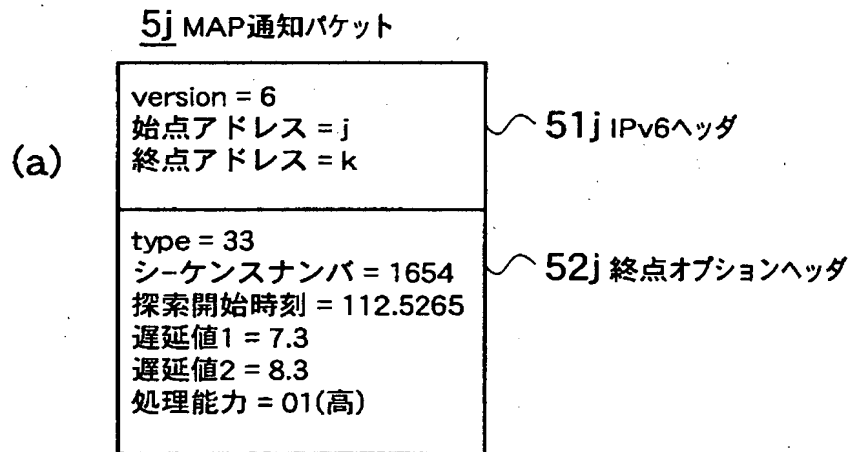 5j MAP通知パケット
(a)
version = 6
始点アドレス = j
終点アドレス = k
51j IPv6ヘッダ
type = 33
シーケンスナンバ = 1654
探索開始時刻 = 112.5265
遅延値1 = 7.3
遅延値2 = 8.3
処理能力 = 01(高)
52j 終点オプションヘッダ